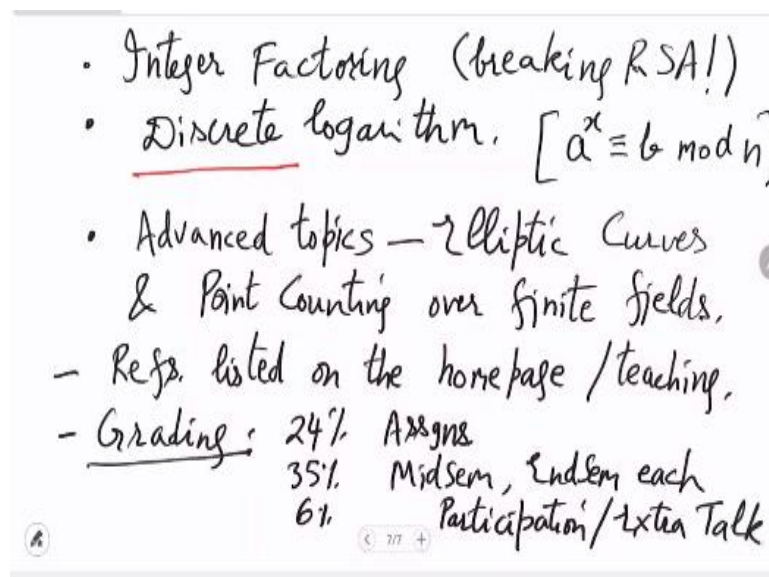 · Integer Factoring (breaking RSA!)
· Discrete logarithm. [a^x ≡ b mod n]
· Advanced topics — Elliptic Curves
& Point Counting over finite fields.
- Refs. listed on the homepage / teaching.
- Grading: 24% Assgns
35% Midsem, Endsem each
6% Participation/Extra Talk
7/7